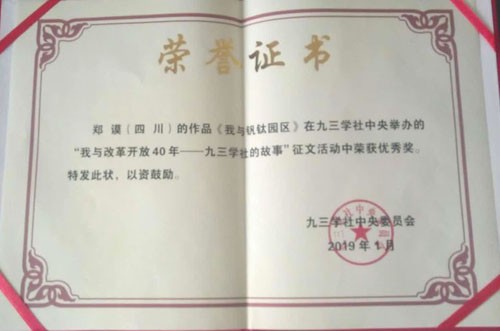 荣誉证书
郑谟（四川）的作品《我与钒钛园区》在九三学社中央举办的
“我与改革开放40年——九三学社的故事”征文活动中荣获优秀奖。
特发此状，以资鼓励。
九三学社中央委员会
2019年1月